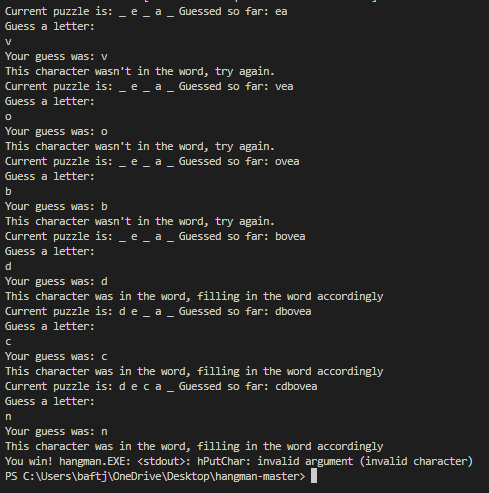 Current puzzle is: _ e _ a _ Guessed so far: ea
Guess a letter:
v
Your guess was: v
This character wasn't in the word, try again.
Current puzzle is: _ e _ a _ Guessed so far: vea
Guess a letter:
o
Your guess was: o
This character wasn't in the word, try again.
Current puzzle is: _ e _ a _ Guessed so far: ovea
Guess a letter:
b
Your guess was: b
This character wasn't in the word, try again.
Current puzzle is: _ e _ a _ Guessed so far: bovea
Guess a letter:
d
Your guess was: d
This character was in the word, filling in the word accordingly
Current puzzle is: d e _ a _ Guessed so far: dbovea
Guess a letter:
c
Your guess was: c
This character was in the word, filling in the word accordingly
Current puzzle is: d e c a _ Guessed so far: cdbovea
Guess a letter:
n
Your guess was: n
This character was in the word, filling in the word accordingly
You win! hangman.EXE: <stdout>: hPutChar: invalid argument (invalid character)
PS C:\Users\baftj\OneDrive\Desktop\hangman-master>